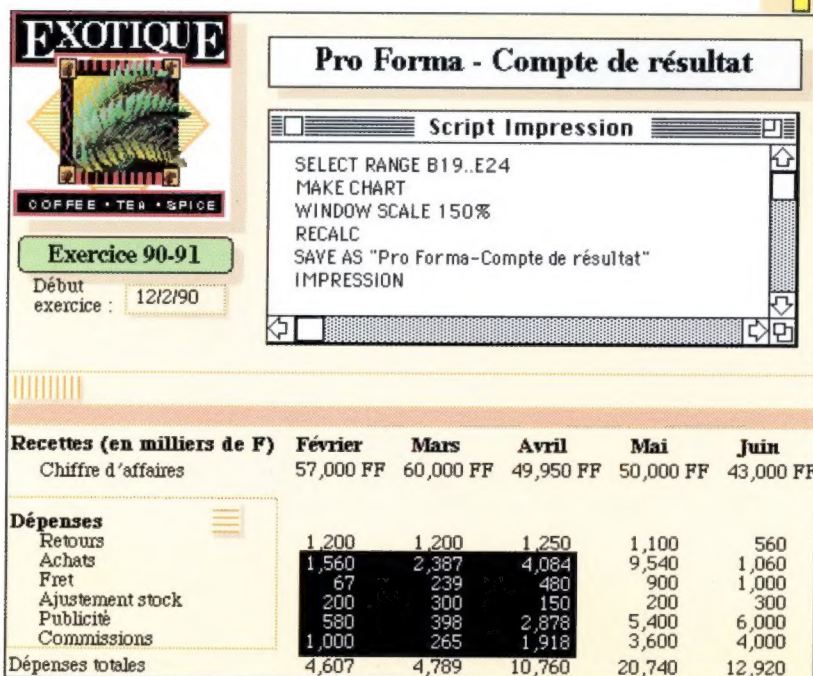 EXOTIQUE
COFFEE • TEA • SPICE
Pro Forma - Compte de résultat
Script Impression
SELECT RANGE B19..E24
MAKE CHART
WINDOW SCALE 150%
RECALC
SAVE AS "Pro Forma-Compte de résultat"
IMPRESSION
Exercice 90-91
Début
exercice : 12/2/90
Recettes (en milliers de F) Février Mars Avril Mai Juin
Chiffre d'affaires 57,000 FF 60,000 FF 49,950 FF 50,000 FF 43,000 FF
Dépenses
Retours 1,200 1,200 1,250 1,100 560
Achats 1,560 2,387 4,084 9,540 1,060
Fret 67 239 480 900 1,000
Ajustement stock 200 300 150 200 300
Publicité 580 398 2,878 5,400 6,000
Commissions 1,000 265 1,918 3,600 4,000
Dépenses totales 4,607 4,789 10,760 20,740 12,920